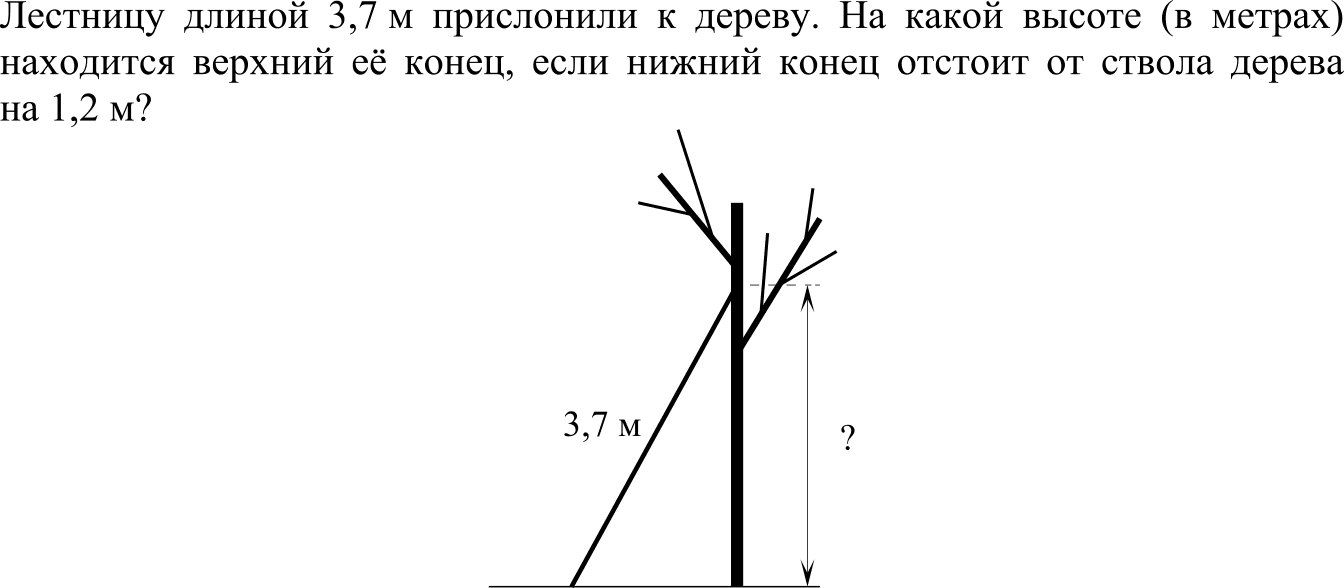 Лестницу длиной 3,7 м прислонили к дереву. На какой высоте (в метрах)
находится верхний её конец, если нижний конец отстоит от ствола дерева
на 1,2 м?
3,7 м
?